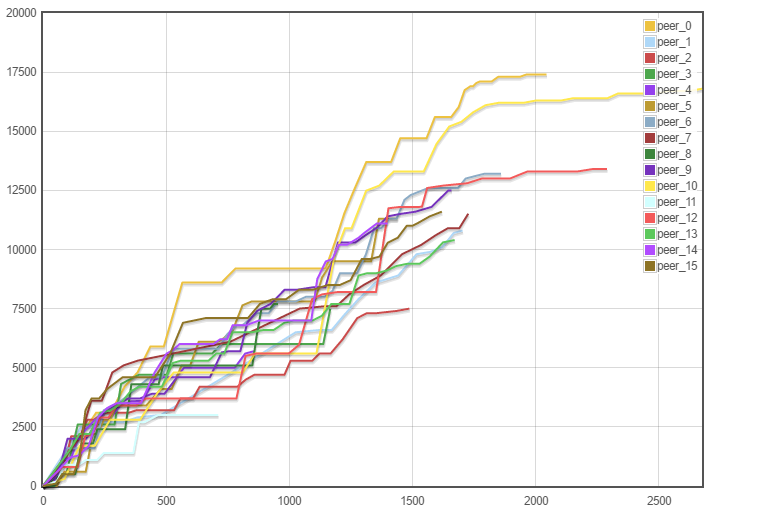 20000
17500
15000
12500
10000
7500
5000
2500
0
0
500
1000
1500
2000
2500
peer_0
peer_1
peer_2
peer_3
peer_4
peer_5
peer_6
peer_7
peer_8
peer_9
peer_10
peer_11
peer_12
peer_13
peer_14
peer_15